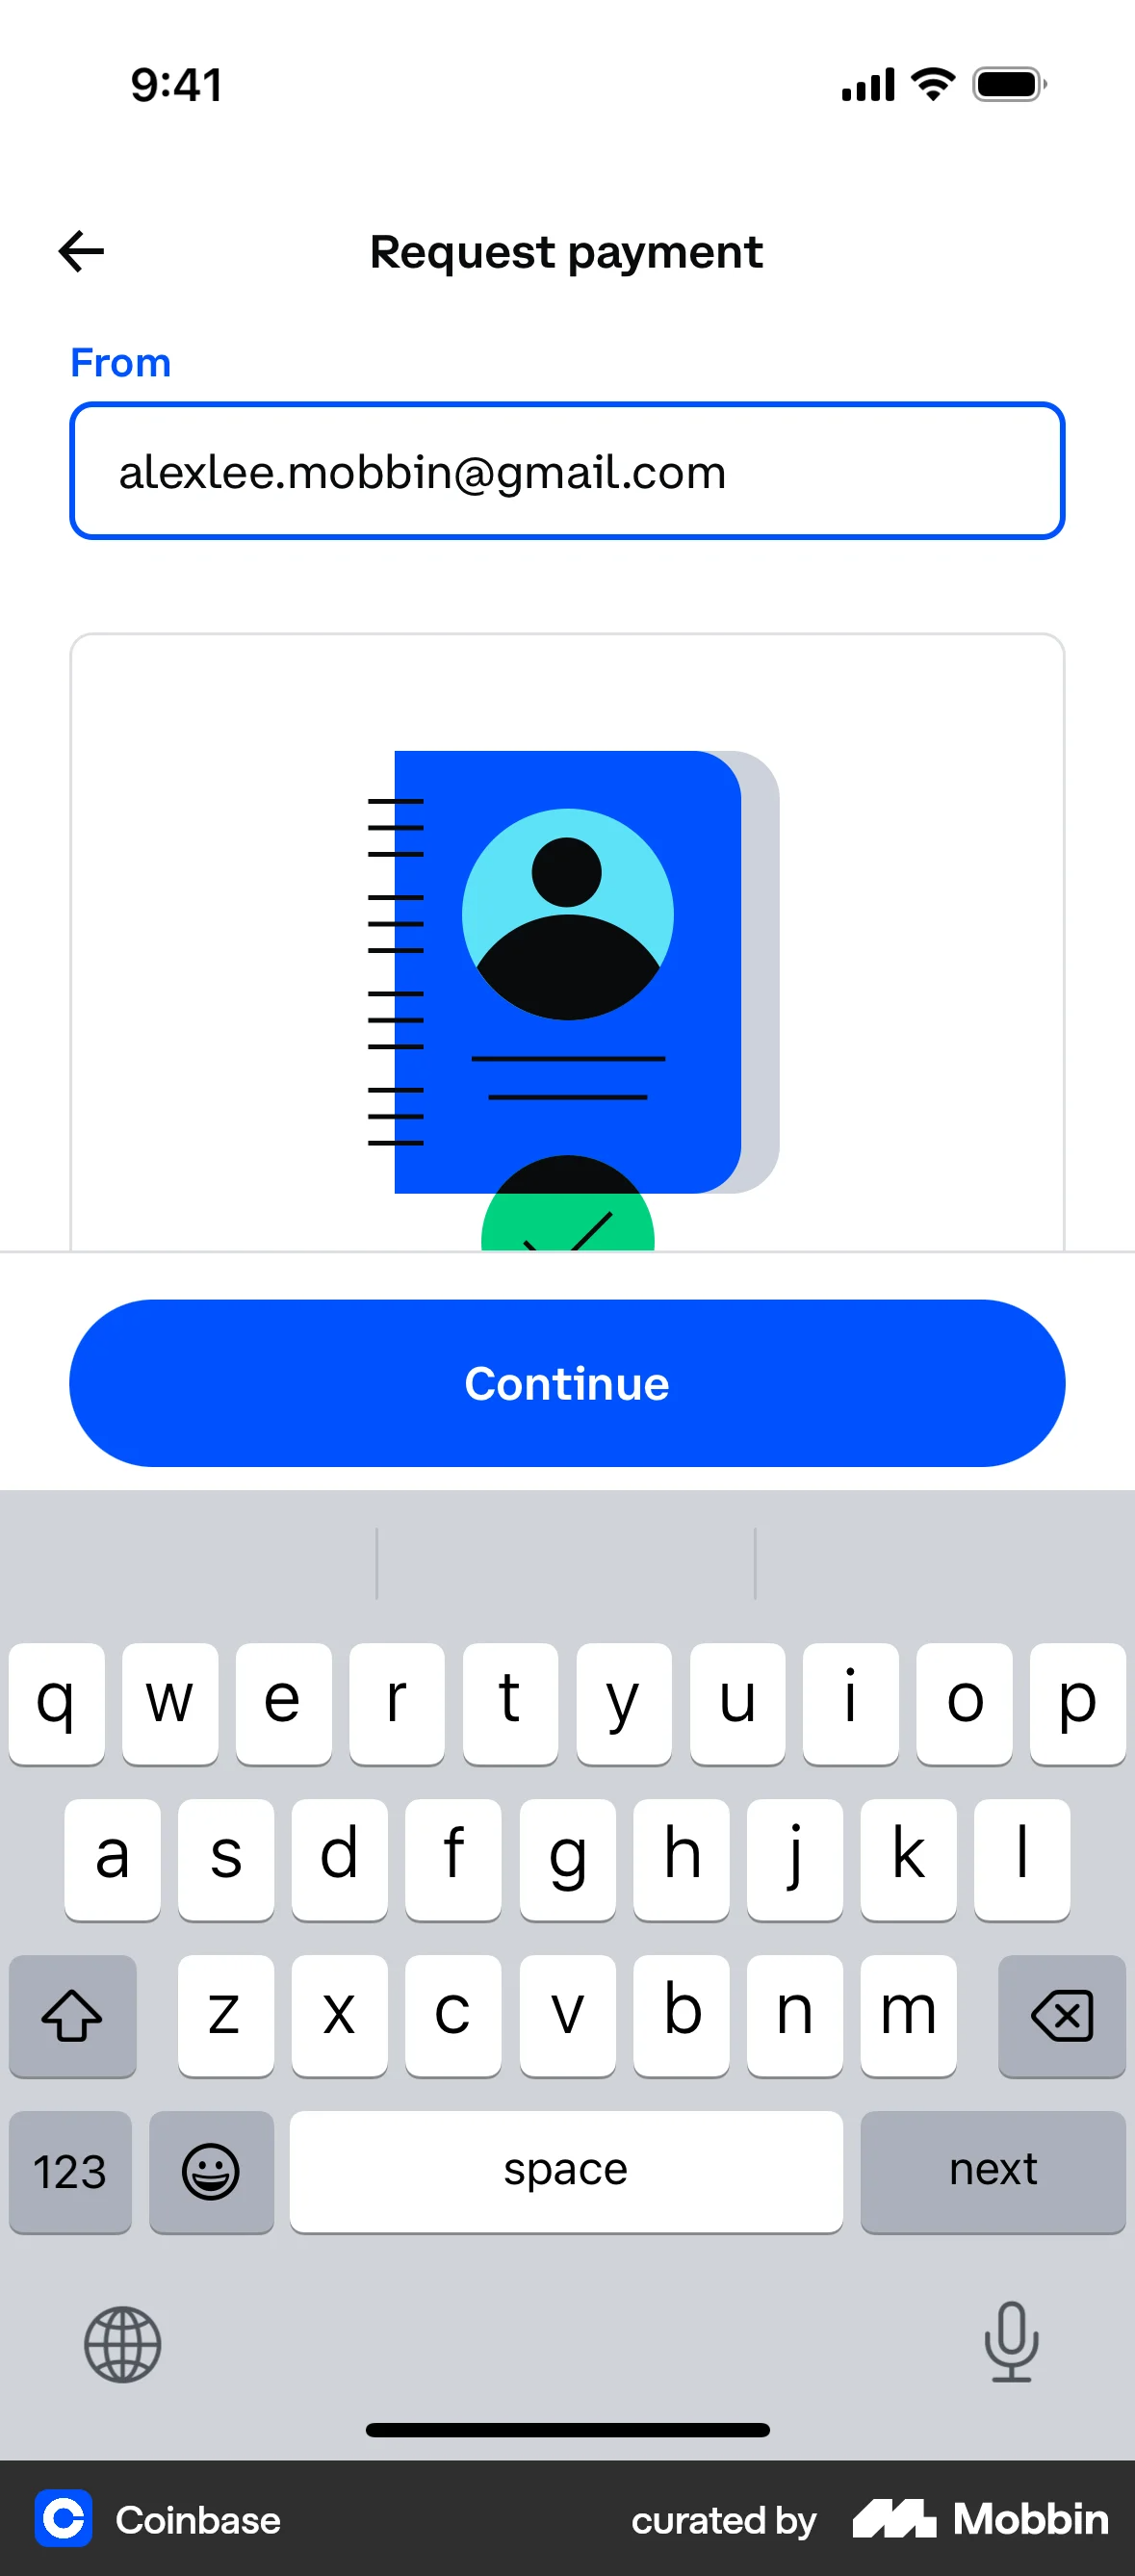 9:41
Request payment
From
alexlee.mobbin@gmail.com
Continue
q w e r t y u i o p
a s d f g h j k l
z x c v b n m
123 space next
Coinbase curated by Mobbin